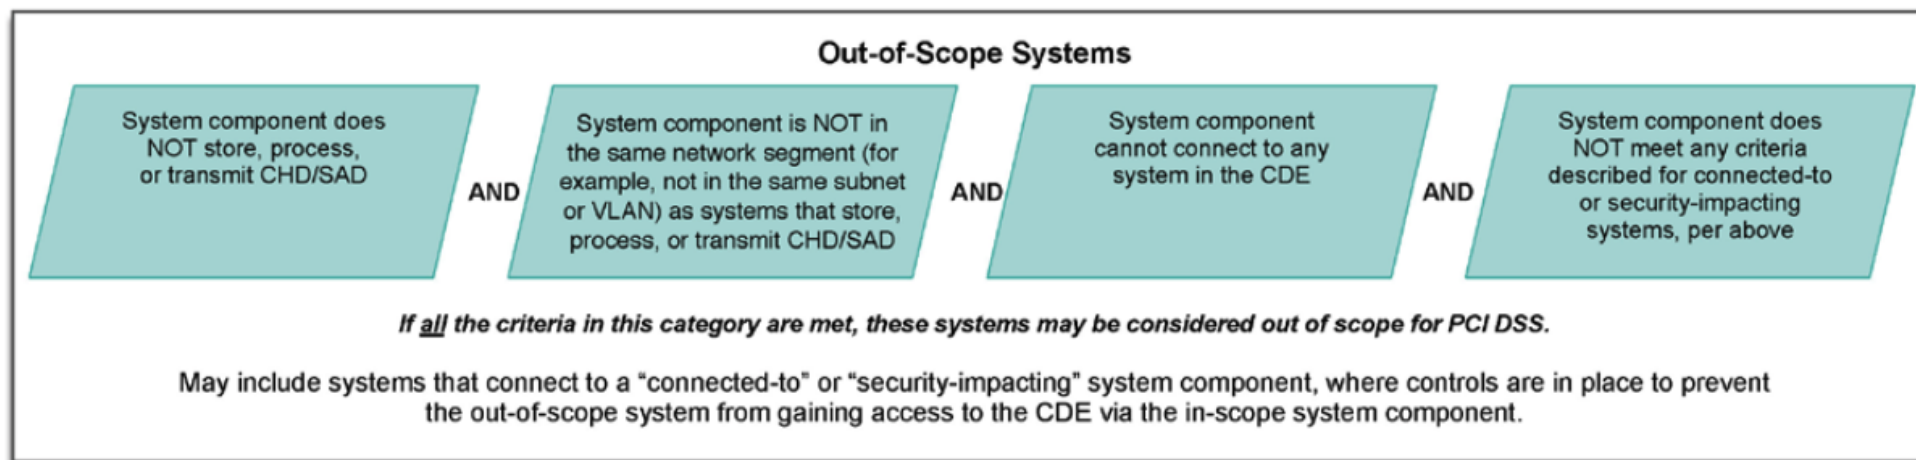 Out-of-Scope Systems
System component does
NOT store, process,
or transmit CHD/SAD
AND
System component is NOT in
the same network segment (for
example, not in the same subnet
or VLAN) as systems that store,
process, or transmit CHD/SAD
AND
System component
cannot connect to any
system in the CDE
AND
System component does
NOT meet any criteria
described for connected-to
or security-impacting
systems, per above
If all the criteria in this category are met, these systems may be considered out of scope for PCI DSS.
May include systems that connect to a “connected-to” or “security-impacting” system component, where controls are in place to prevent
the out-of-scope system from gaining access to the CDE via the in-scope system component.